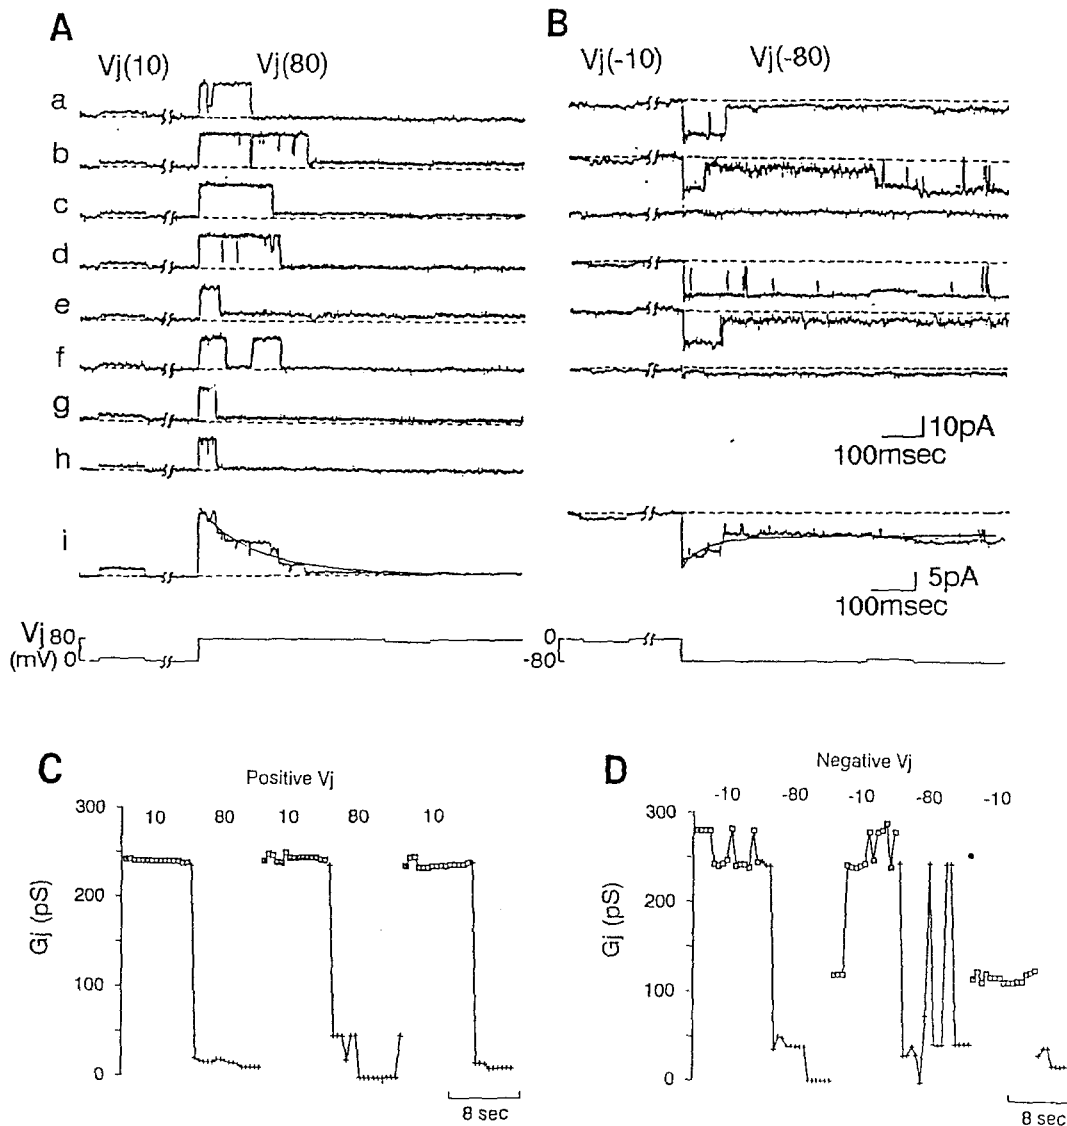 A
B
Vj(10)
Vj(80)
Vj(-10)
Vj(-80)
a
b
c
d
e
f
g
h
10pA
100msec
i
5pA
100msec
Vj 80
(mV) 0
0
-80
C
D
Positive Vj
Negative Vj
10 80 10 80 10
-10 -80 -10 -80 -10
300
200
100
0
Gj (pS)
8 sec
300
200
100
0
Gj (pS)
8 sec